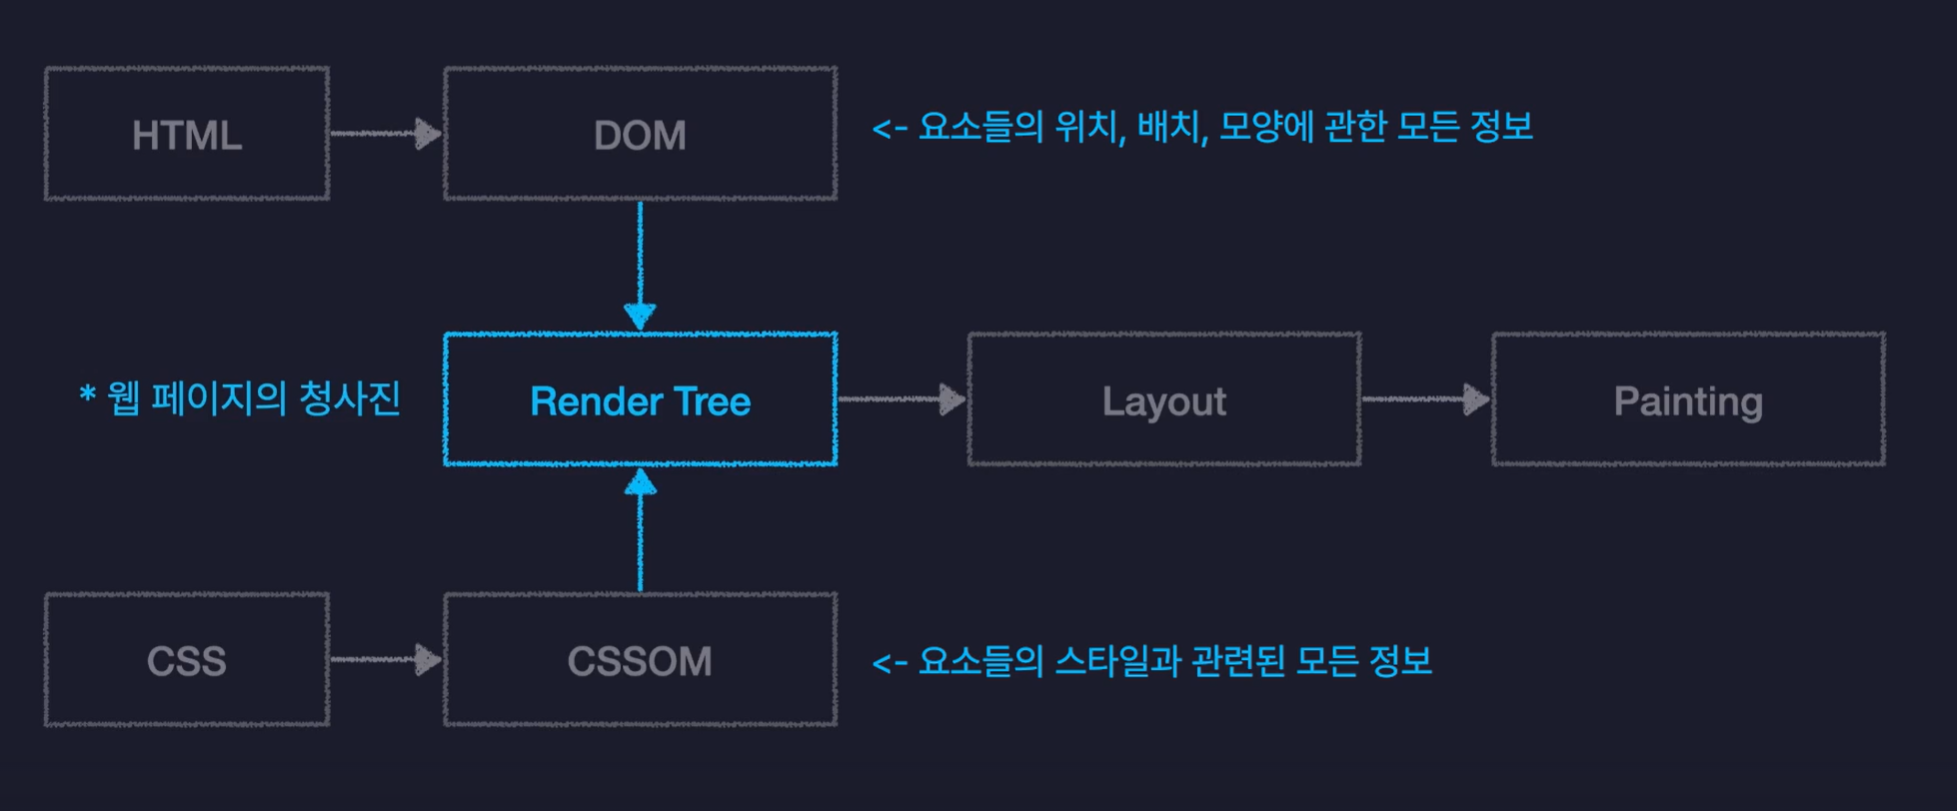 HTML
DOM
<- 요소들의 위치, 배치, 모양에 관한 모든 정보
* 웹 페이지의 청사진
Render Tree
Layout
Painting
CSS
CSSOM
<- 요소들의 스타일과 관련된 모든 정보